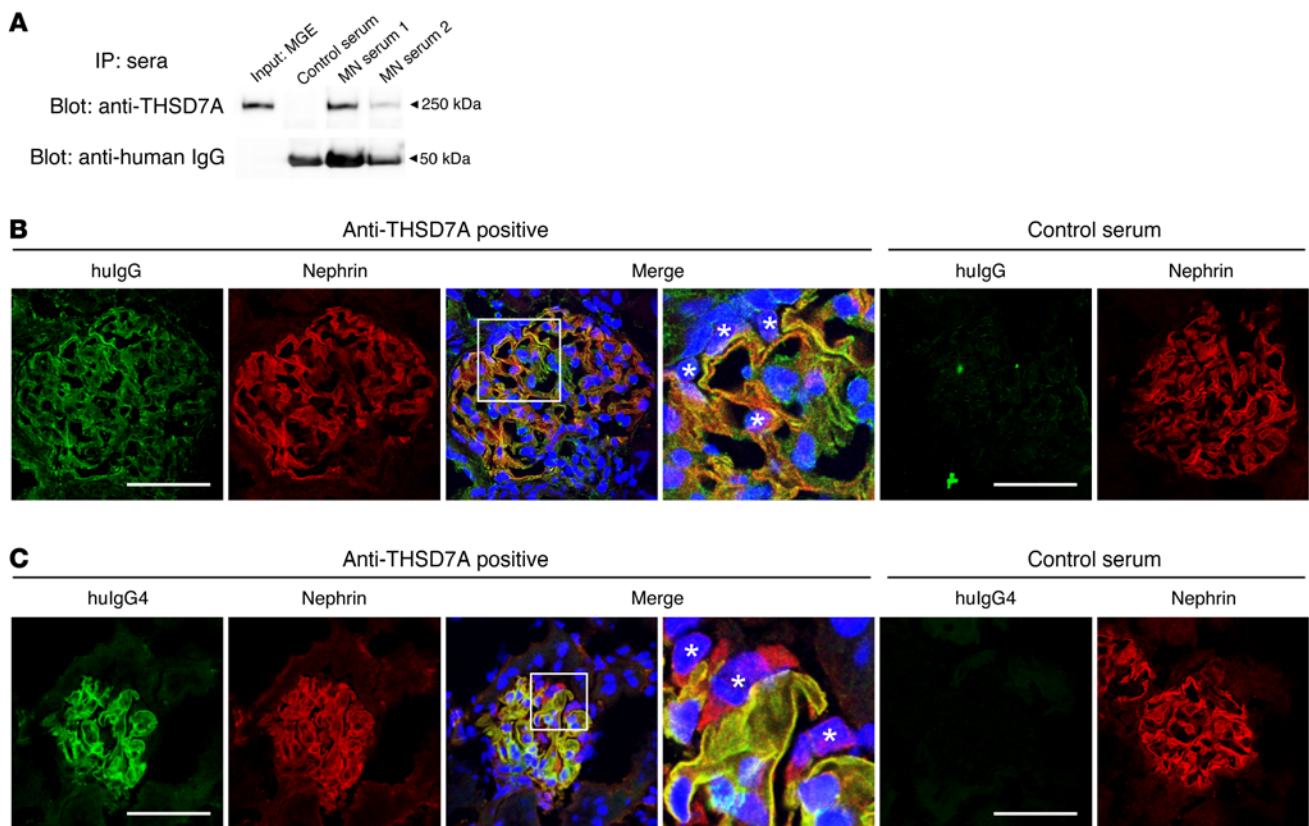 A
IP: sera
Input: MGE
Control serum
MN serum 1
MN serum 2
Blot: anti-THSD7A
◄250 kDa
Blot: anti-human IgG
◄50 kDa
B
Anti-THSD7A positive
Control serum
huIgG
Nephrin
Merge
huIgG
Nephrin
*
*
*
*
C
Anti-THSD7A positive
Control serum
huIgG4
Nephrin
Merge
huIgG4
Nephrin
*
*
*